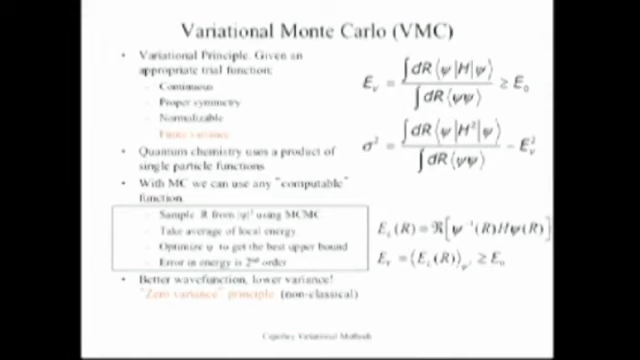 Variational Monte Carlo (VMC)
• Variational Principle. Given an
appropriate trial function:
– Continuous
– Proper symmetry
– Normalizable
– Finite variance
• Quantum chemistry uses a product of
single particle functions
• With MC we can use any "computable"
function.
– Sample R from |ψ|² using MCMC
– Take average of local energy:
– Optimize ψ to get the best upper bound
– Error in energy is 2nd order
• Better wavefunction, lower variance!
"Zero variance" principle. (non-classical)
E_V = ∫dR⟨ψ|H|ψ⟩ / ∫dR⟨ψψ⟩ ≥ E_0
σ² = ∫dR⟨ψ|H²|ψ⟩ / ∫dR⟨ψψ⟩ − E_V²
E_L(R) = ℜ[ψ⁻¹(R)Hψ(R)]
E_V = ⟨E_L(R)⟩_ψ² ≥ E_0
Ceperley Variational Methods